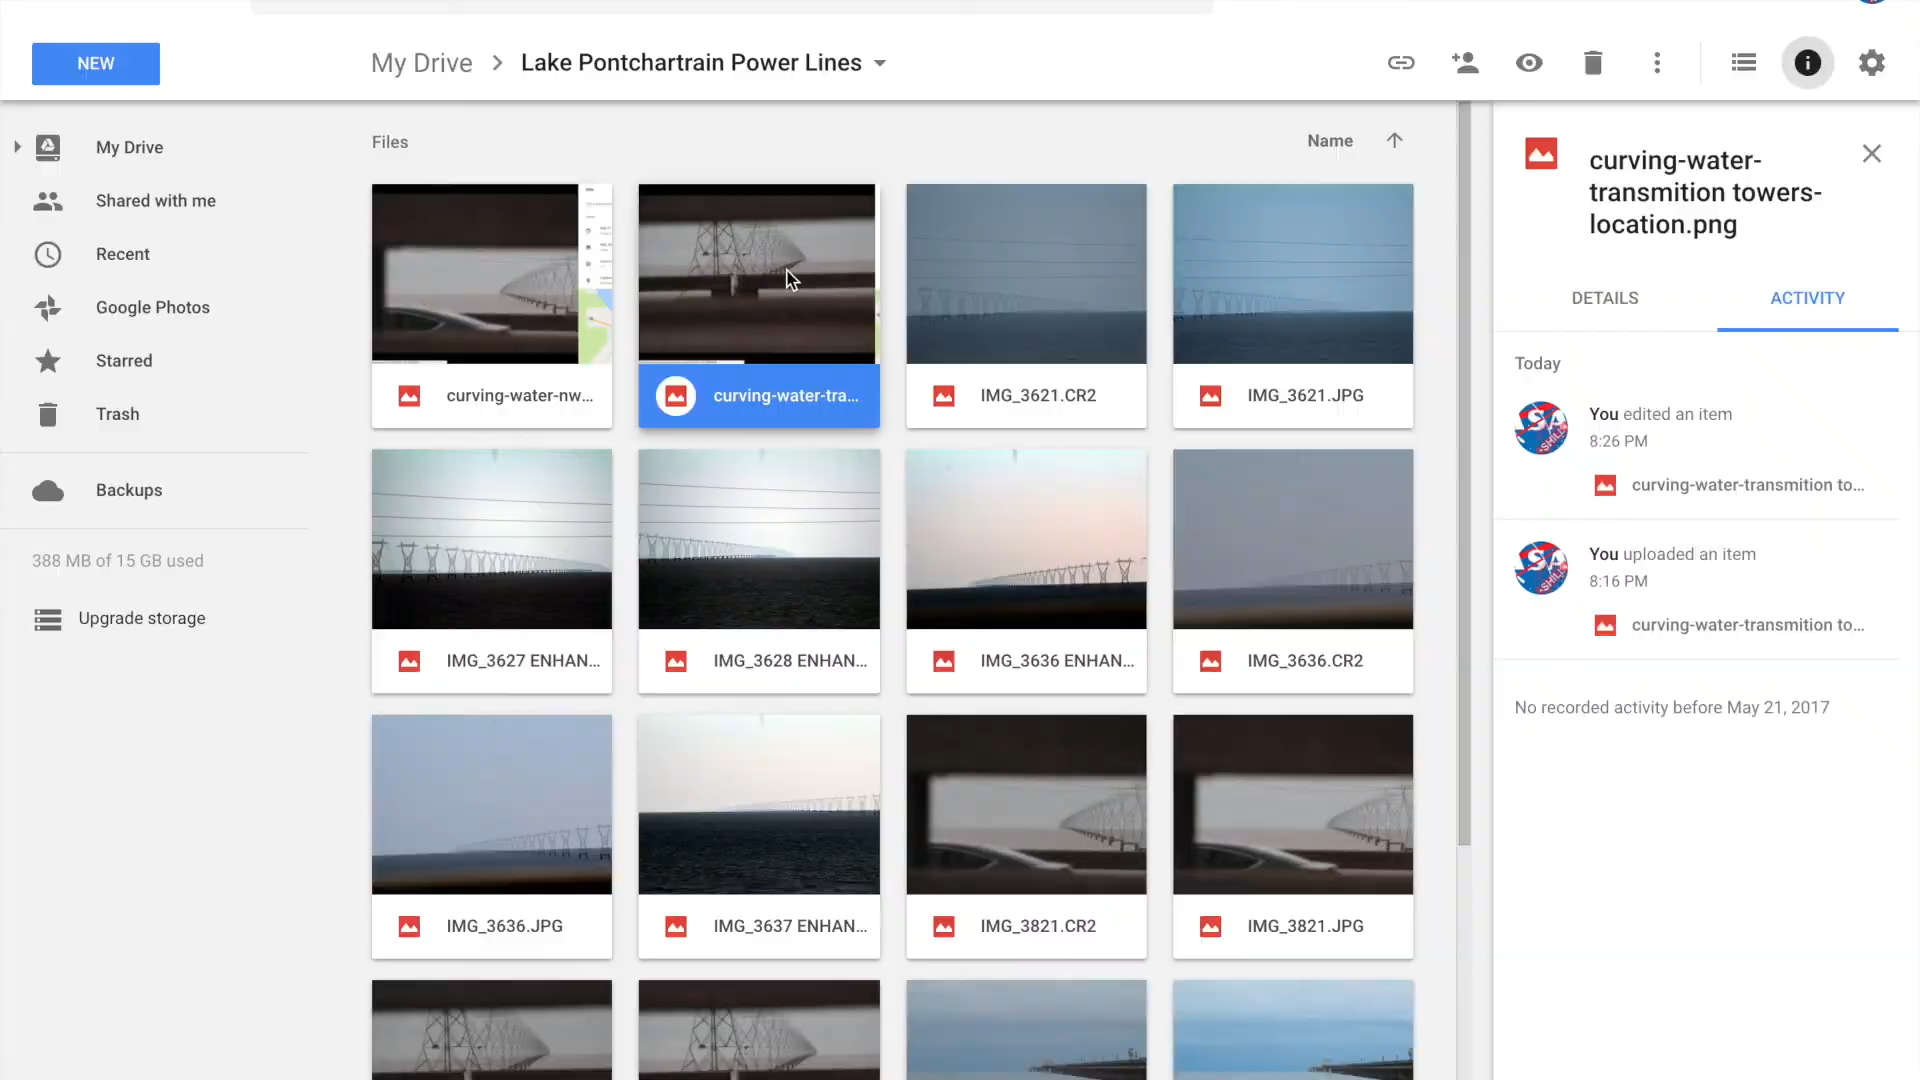 NEW
My Drive > Lake Pontchartrain Power Lines
My Drive
Shared with me
Recent
Google Photos
Starred
Trash
Backups
388 MB of 15 GB used
Upgrade storage
Files
Name
curving-water-nw...
curving-water-tra...
IMG_3621.CR2
IMG_3621.JPG
IMG_3627 ENHAN...
IMG_3628 ENHAN...
IMG_3636 ENHAN...
IMG_3636.CR2
IMG_3636.JPG
IMG_3637 ENHAN...
IMG_3821.CR2
IMG_3821.JPG
curving-water-
transmition towers-
location.png
DETAILS
ACTIVITY
Today
You edited an item
8:26 PM
curving-water-transmition to...
You uploaded an item
8:16 PM
curving-water-transmition to...
No recorded activity before May 21, 2017